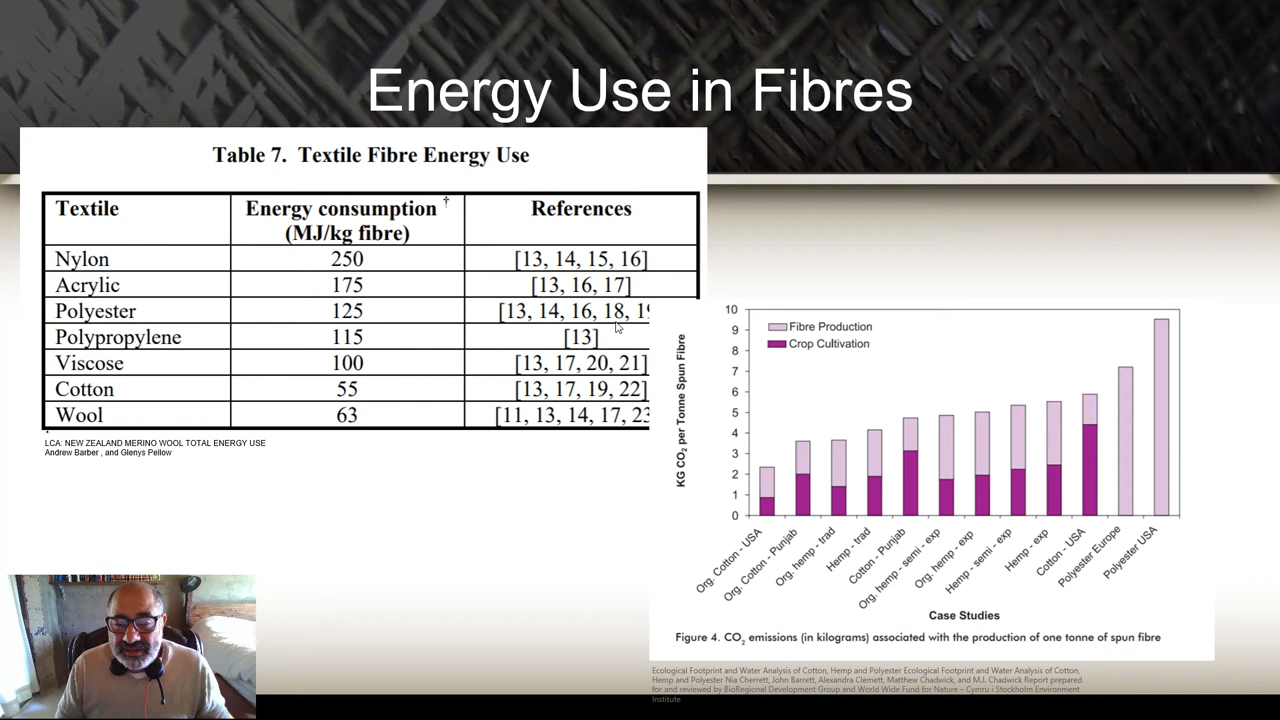 Energy Use in Fibres
Table 7. Textile Fibre Energy Use
Textile Energy consumption † References
(MJ/kg fibre)
Nylon 250 [13, 14, 15, 16]
Acrylic 175 [13, 16, 17]
Polyester 125 [13, 14, 16, 18, 19
Polypropylene 115 [13]
Viscose 100 [13, 17, 20, 21]
Cotton 55 [13, 17, 19, 22]
Wool 63 [11, 13, 14, 17, 23
LCA: NEW ZEALAND MERINO WOOL TOTAL ENERGY USE
Andrew Barber , and Glenys Pellow
KG CO2 per Tonne Spun Fibre
10
9
8
7
6
5
4
3
2
1
0
Fibre Production
Crop Cultivation
Org. Cotton - USA
Org. Cotton - Punjab
Org. hemp - trad
Hemp - trad
Cotton - Punjab
Org. hemp - semi - exp
Org. hemp - exp
Hemp - semi - exp
Hemp - exp
Cotton - USA
Polyester Europe
Polyester USA
Case Studies
Figure 4. CO2 emissions (in kilograms) associated with the production of one tonne of spun fibre
Ecological Footprint and Water Analysis of Cotton, Hemp and Polyester Ecological Footprint and Water Analysis of Cotton,
Hemp and Polyester Nia Cherrett, John Barrett, Alexandra Clemett, Matthew Chadwick, and M.J. Chadwick Report prepared
for and reviewed by BioRegional Development Group and World Wide Fund for Nature – Cymru i Stockholm Environment
Institute